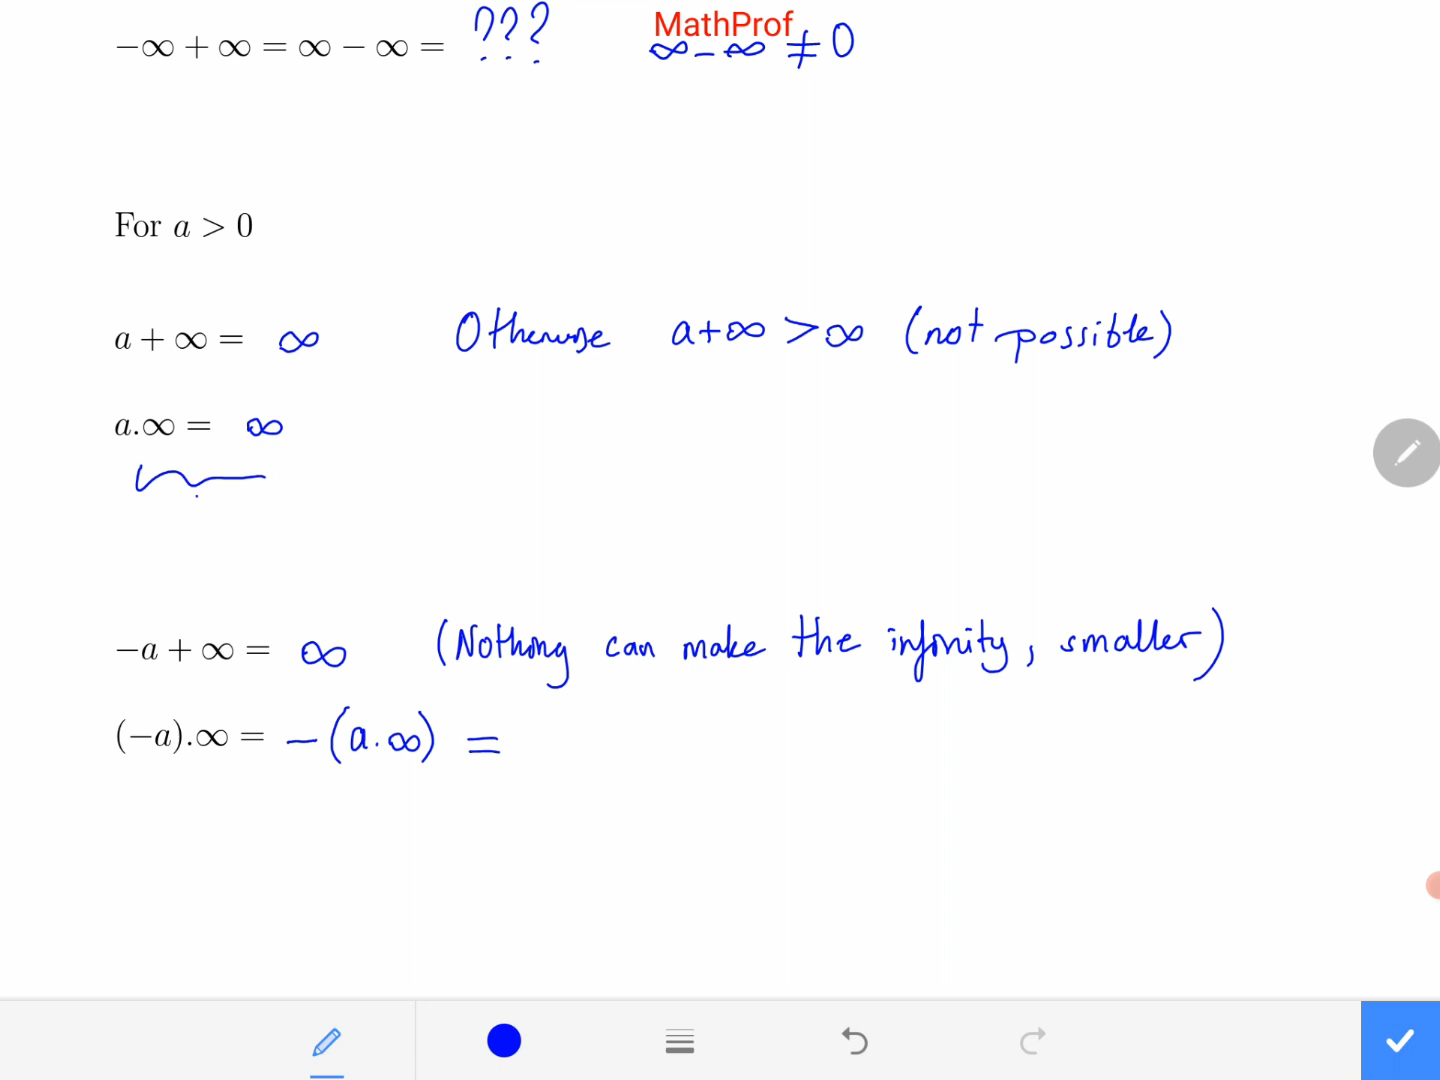 −∞ + ∞ = ∞ − ∞ = ???
MathProf
∞ − ∞ ≠ 0
For a > 0
a + ∞ = ∞ Otherwise a+∞ > ∞ (not possible)
a.∞ = ∞
−a + ∞ = ∞ (Nothing can make the infinity, smaller)
(−a).∞ = −(a.∞) =